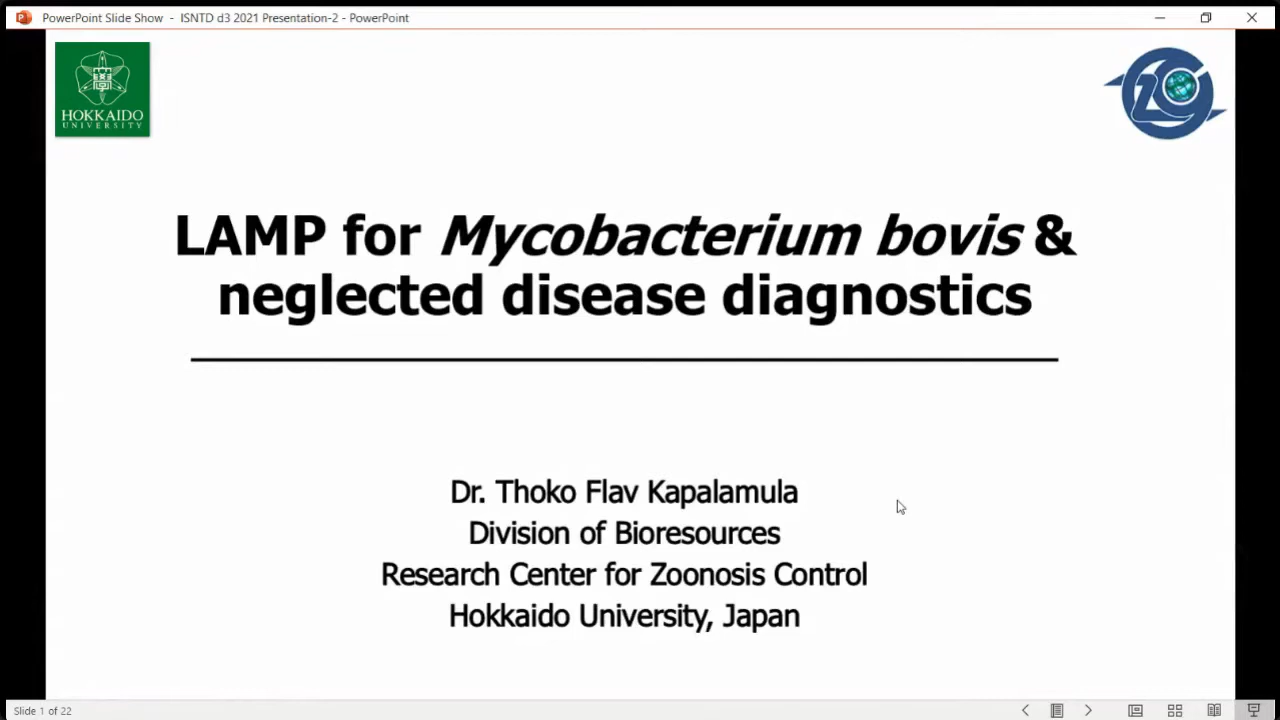 PowerPoint Slide Show - ISNTD d3 2021 Presentation-2 - PowerPoint
HOKKAIDO
UNIVERSITY
LAMP for Mycobacterium bovis &
neglected disease diagnostics
Dr. Thoko Flav Kapalamula
Division of Bioresources
Research Center for Zoonosis Control
Hokkaido University, Japan
Slide 1 of 22